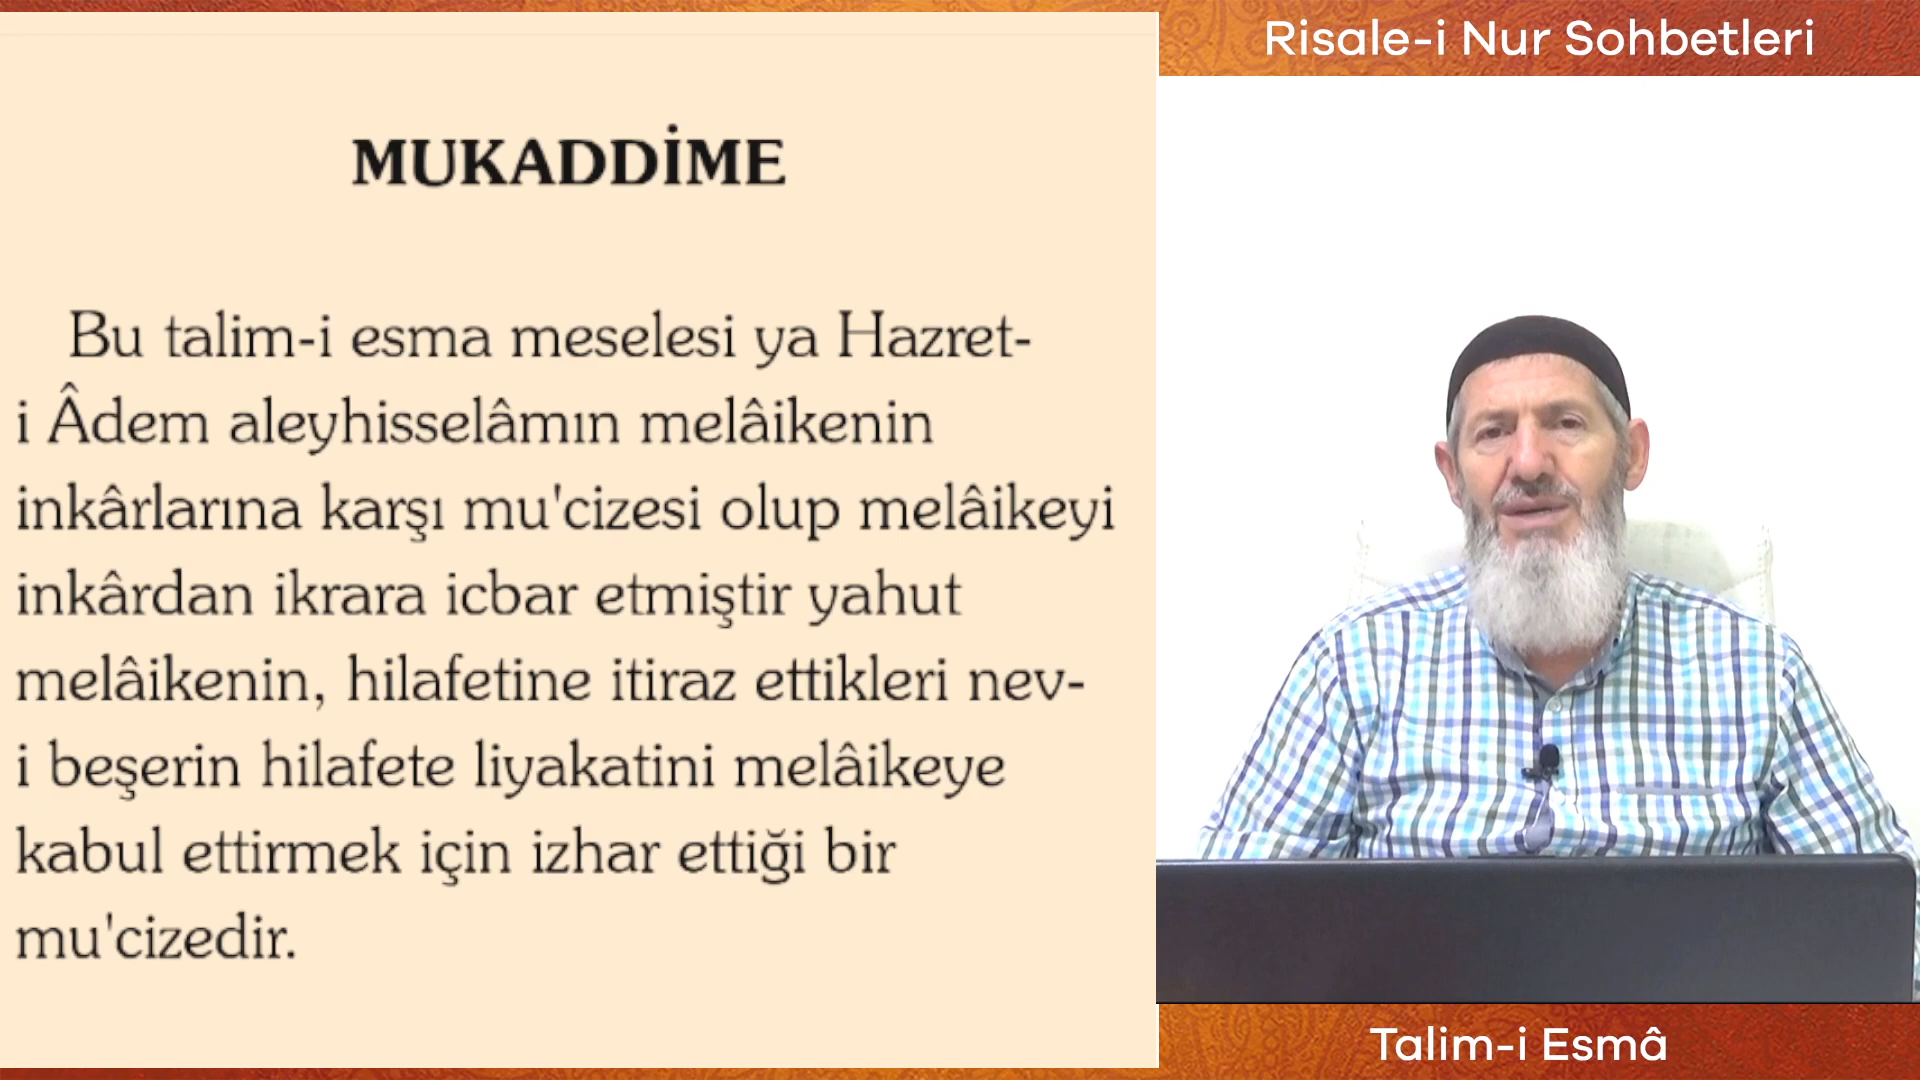 MUKADDİME
Bu talim-i esma meselesi ya Hazret-
i Âdem aleyhisselâmın melâikenin
inkârlarına karşı mu'cizesi olup melâikeyi
inkârdan ikrara icbar etmiştir yahut
melâikenin, hilafetine itiraz ettikleri nev-
i beşerin hilafete liyakatini melâikeye
kabul ettirmek için izhar ettiği bir
mu'cizedir.
Risale-i Nur Sohbetleri
Talim-i Esmâ